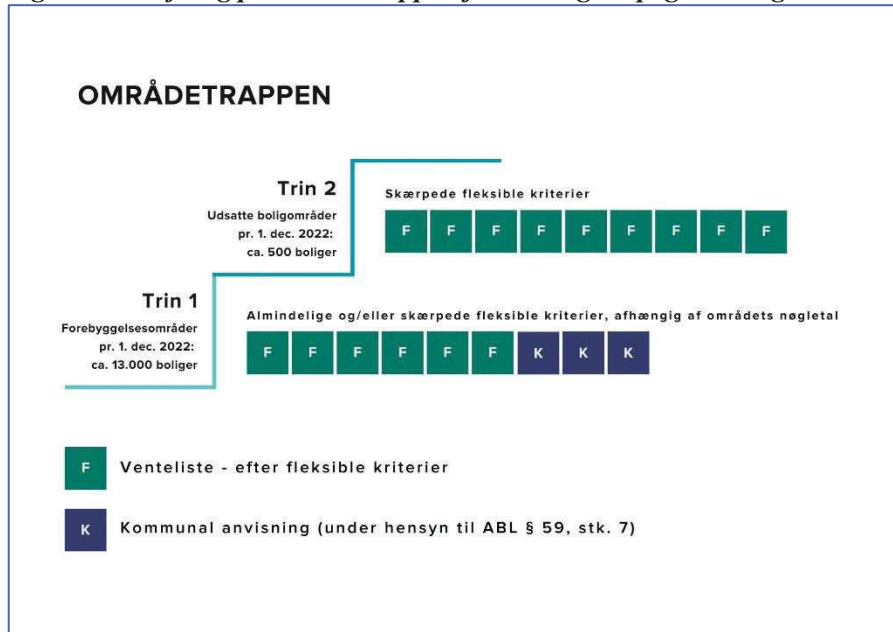 OMRÅDETRAPPEN
Trin 2
Udsatte boligområder
pr. 1. dec. 2022:
ca. 500 boliger
Skærpede fleksible kriterier
F F F F F F F F F
Trin 1
Forebyggelsesområder
pr. 1. dec. 2022:
ca. 13.000 boliger
Almindelige og/eller skærpede fleksible kriterier, afhængig af områdets nøgletal
F F F F F F K K K
F Venteliste - efter fleksible kriterier
K Kommunal anvisning (under hensyn til ABL § 59, stk. 7)